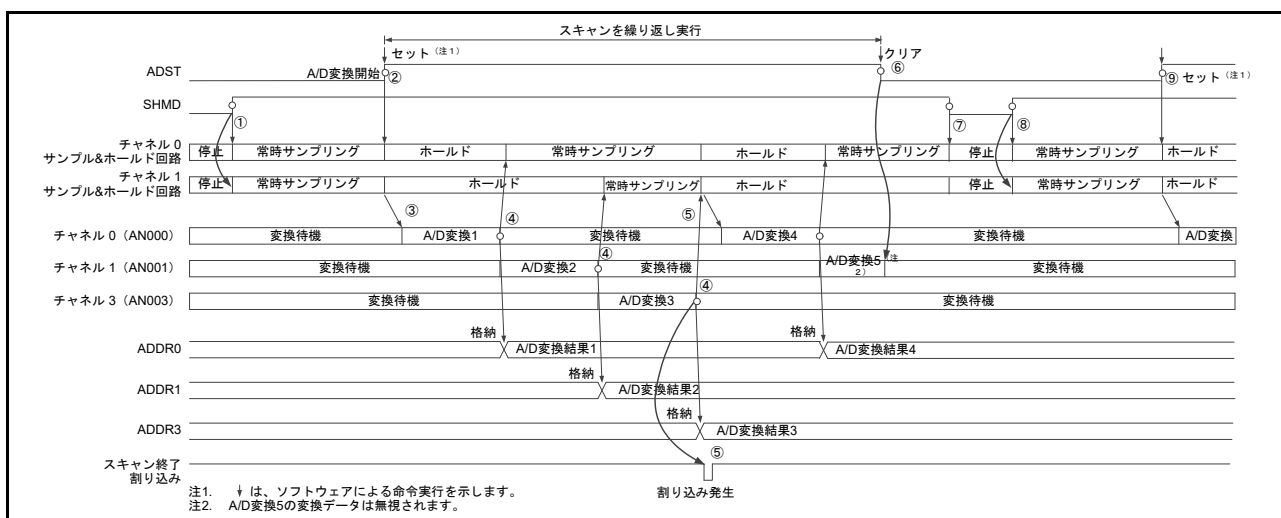 スキャンを繰り返し実行
セット（注1）
クリア
ADST
A/D変換開始
②
⑥
⑨ セット（注1）
SHMD
①
⑦
⑧
チャネル 0
サンプル&ホールド回路
停止
常時サンプリング
ホールド
常時サンプリング
ホールド
常時サンプリング
停止
常時サンプリング
ホールド
チャネル 1
サンプル&ホールド回路
停止
常時サンプリング
ホールド
常時サンプリング
ホールド
停止
常時サンプリング
ホールド
③
④
⑤
チャネル 0（AN000）
変換待機
A/D変換1
変換待機
A/D変換4
変換待機
A/D変換
④
チャネル 1（AN001）
変換待機
A/D変換2
変換待機
A/D変換5（注
2）
変換待機
チャネル 3（AN003）
変換待機
A/D変換3
④
変換待機
格納
格納
ADDR0
A/D変換結果1
A/D変換結果4
格納
ADDR1
A/D変換結果2
格納
ADDR3
A/D変換結果3
スキャン終了
割り込み
⑤
割り込み発生
注1. ↓ は、ソフトウェアによる命令実行を示します。
注2. A/D変換5の変換データは無視されます。